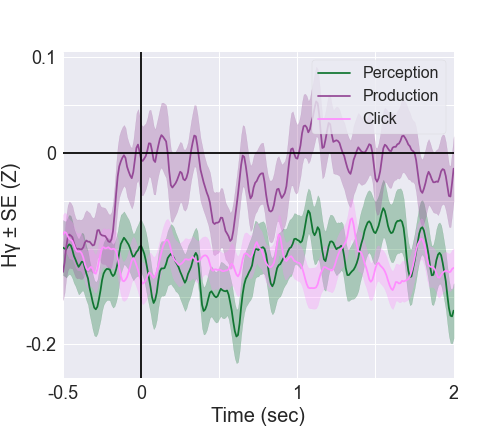 0.1
Perception
Production
Click
0
-0.2
Hγ ± SE (Z)
-0.5
0
1
2
Time (sec)